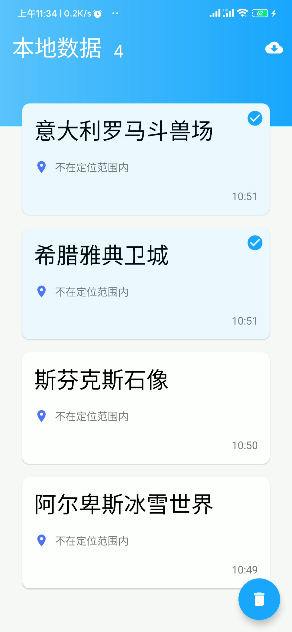 上午11:34 | 0.2K/s ··
62
本地数据 4
意大利罗马斗兽场
不在定位范围内
10:51
希腊雅典卫城
不在定位范围内
10:51
斯芬克斯石像
不在定位范围内
10:50
阿尔卑斯冰雪世界
不在定位范围内
10:49